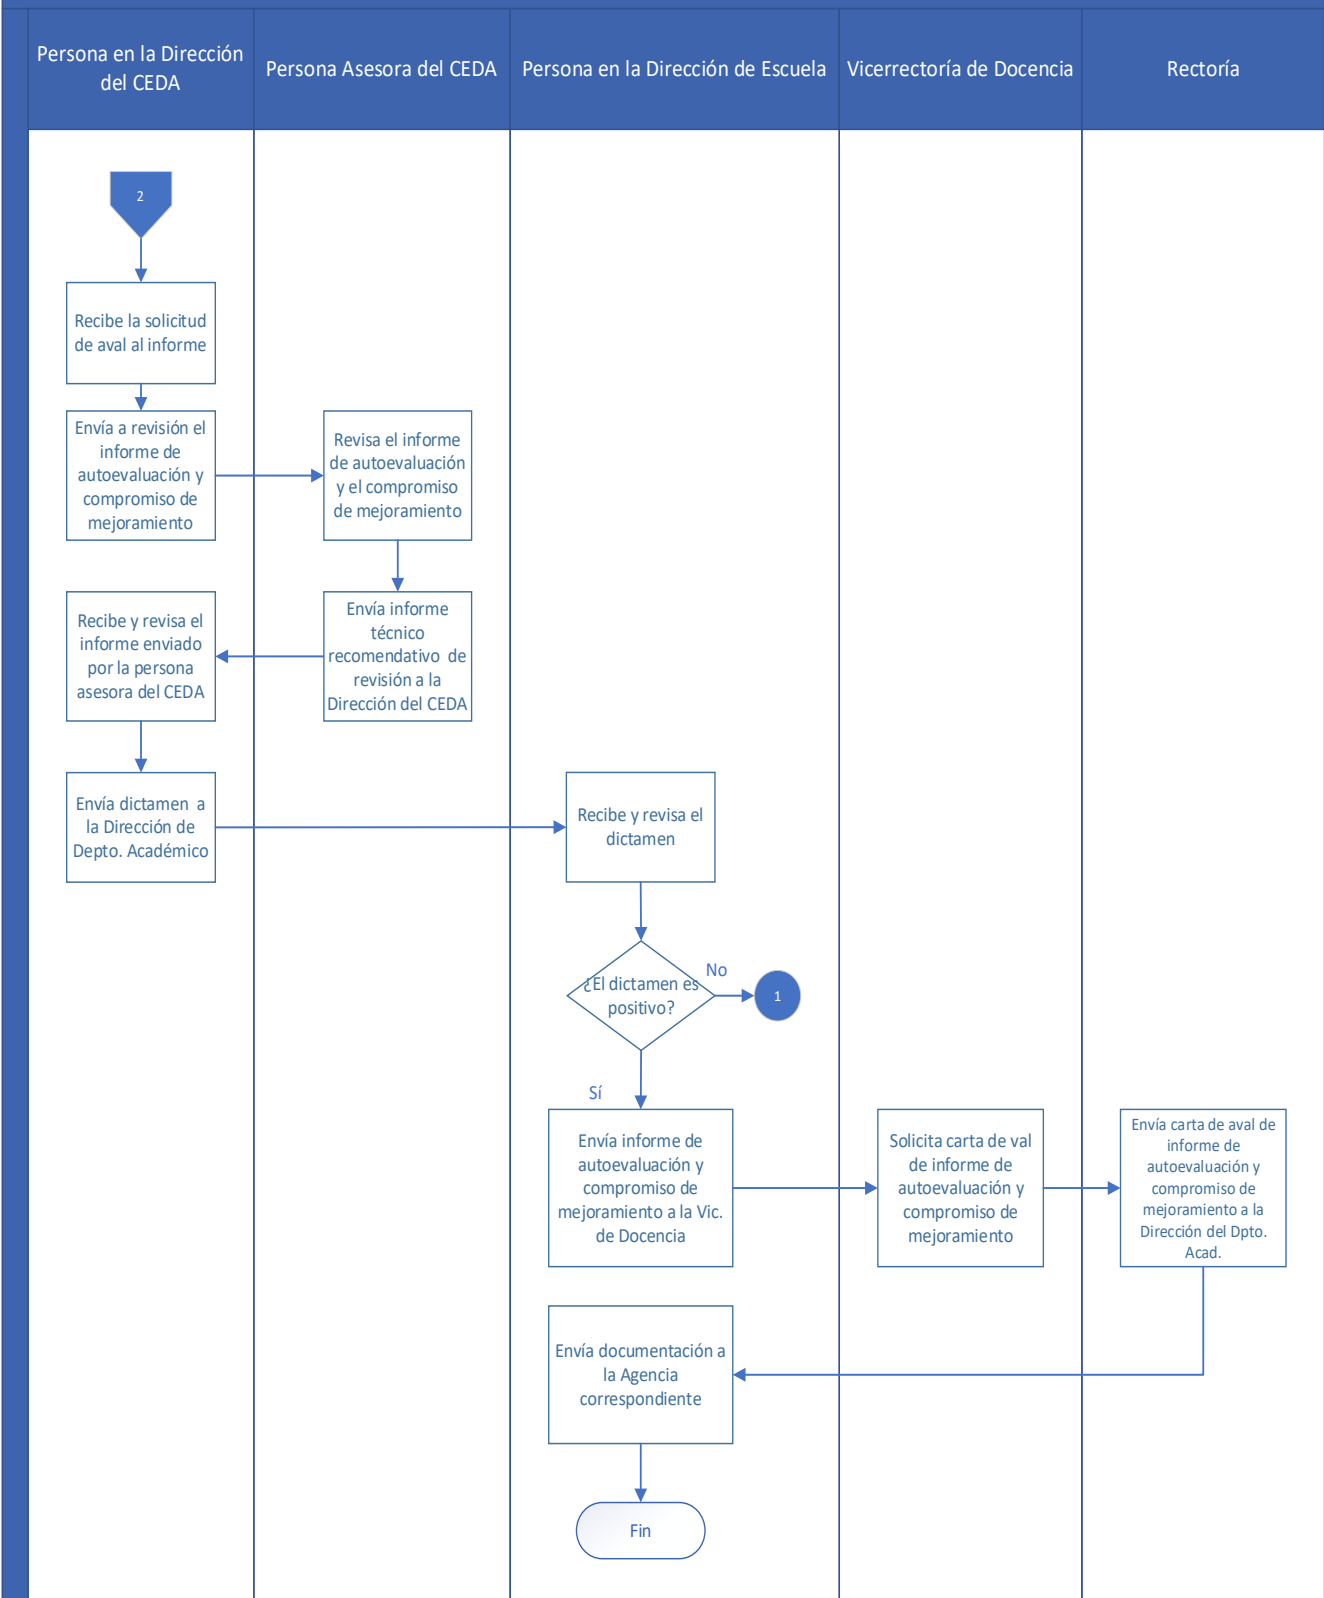 Persona en la Dirección
del CEDA
Persona Asesora del CEDA
Persona en la Dirección de Escuela
Vicerrectoría de Docencia
Rectoría
2
Recibe la solicitud
de aval al informe
Envía a revisión el
informe de
autoevaluación y
compromiso de
mejoramiento
Revisa el informe
de autoevaluación
y el compromiso
de mejoramiento
Recibe y revisa el
informe enviado
por la persona
asesora del CEDA
Envía informe
técnico
recomendativo de
revisión a la
Dirección del CEDA
Envía dictamen a
la Dirección de
Depto. Académico
Recibe y revisa el
dictamen
¿El dictamen es
positivo?
No
1
Sí
Envía informe de
autoevaluación y
compromiso de
mejoramiento a la Vic.
de Docencia
Solicita carta de val
de informe de
autoevaluación y
compromiso de
mejoramiento
Envía carta de aval de
informe de
autoevaluación y
compromiso de
mejoramiento a la
Dirección del Dpto.
Acad.
Envía documentación a
la Agencia
correspondiente
Fin